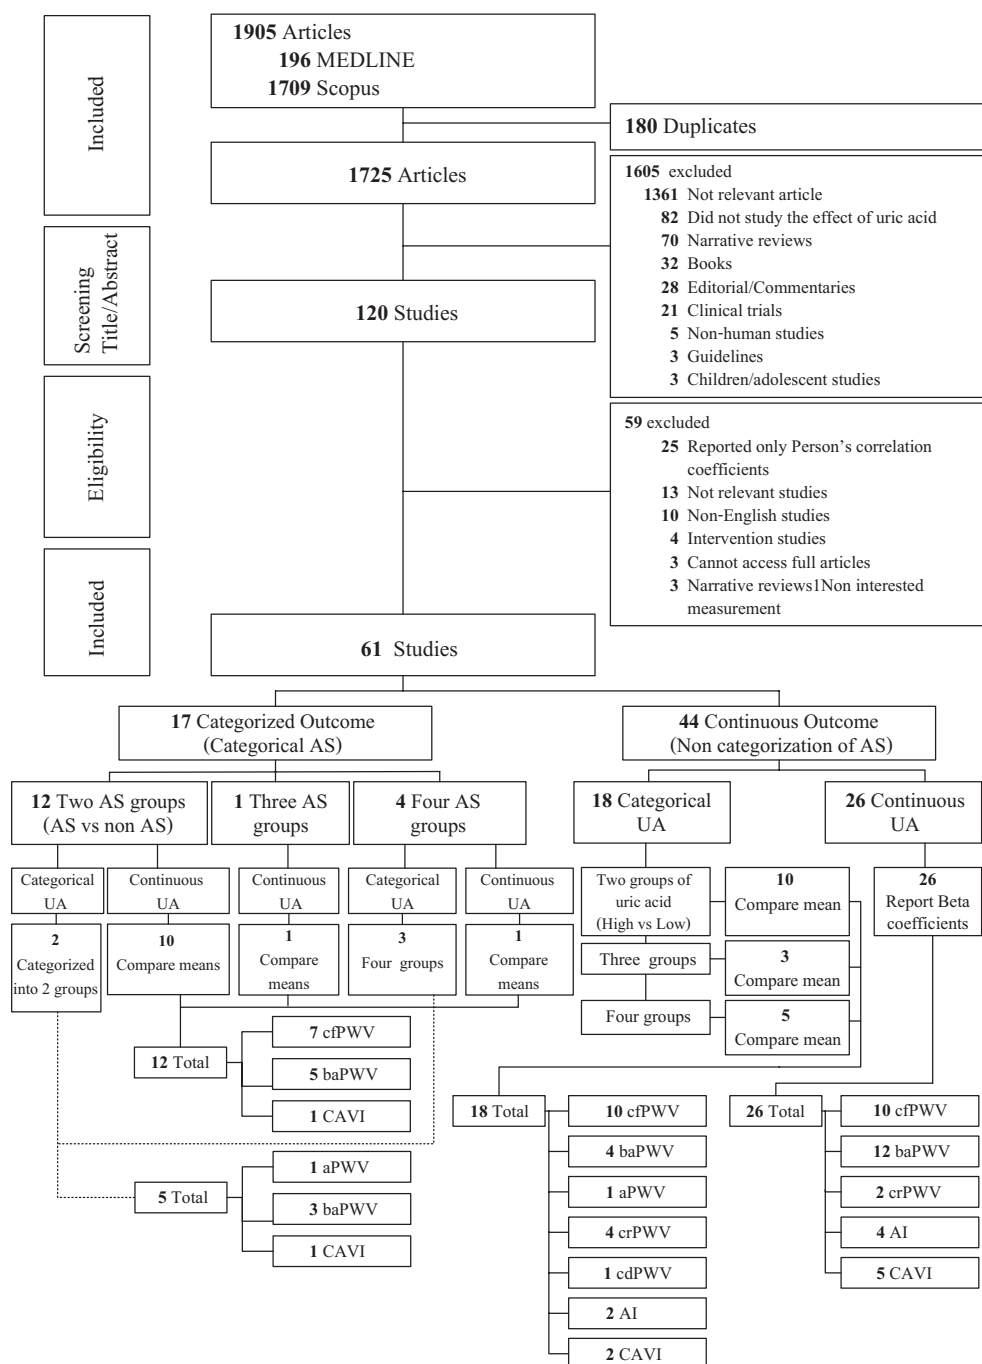 Included
Screening
Title/Abstract
Eligibility
Included
1905 Articles
196 MEDLINE
1709 Scopus
180 Duplicates
1725 Articles
1605 excluded
1361 Not relevant article
82 Did not study the effect of uric acid
70 Narrative reviews
32 Books
28 Editorial/Commentaries
21 Clinical trials
5 Non-human studies
3 Guidelines
3 Children/adolescent studies
120 Studies
59 excluded
25 Reported only Person's correlation
coefficients
13 Not relevant studies
10 Non-English studies
4 Intervention studies
3 Cannot access full articles
3 Narrative reviews1Non interested
measurement
61 Studies
17 Categorized Outcome
(Categorical AS)
44 Continuous Outcome
(Non categorization of AS)
12 Two AS groups
(AS vs non AS)
1 Three AS
groups
4 Four AS
groups
18 Categorical
UA
26 Continuous
UA
Categorical
UA
Continuous
UA
Continuous
UA
Categorical
UA
Continuous
UA
2
Categorized
into 2 groups
10
Compare means
1
Compare
means
3
Four groups
1
Compare
means
Two groups of
uric acid
(High vs Low)
10
Compare mean
26
Report Beta
coefficients
Three groups
3
Compare mean
Four groups
5
Compare mean
12 Total
7 cfPWV
5 baPWV
1 CAVI
5 Total
1 aPWV
3 baPWV
1 CAVI
18 Total
10 cfPWV
4 baPWV
1 aPWV
4 crPWV
1 cdPWV
2 AI
2 CAVI
26 Total
10 cfPWV
12 baPWV
2 crPWV
4 AI
5 CAVI